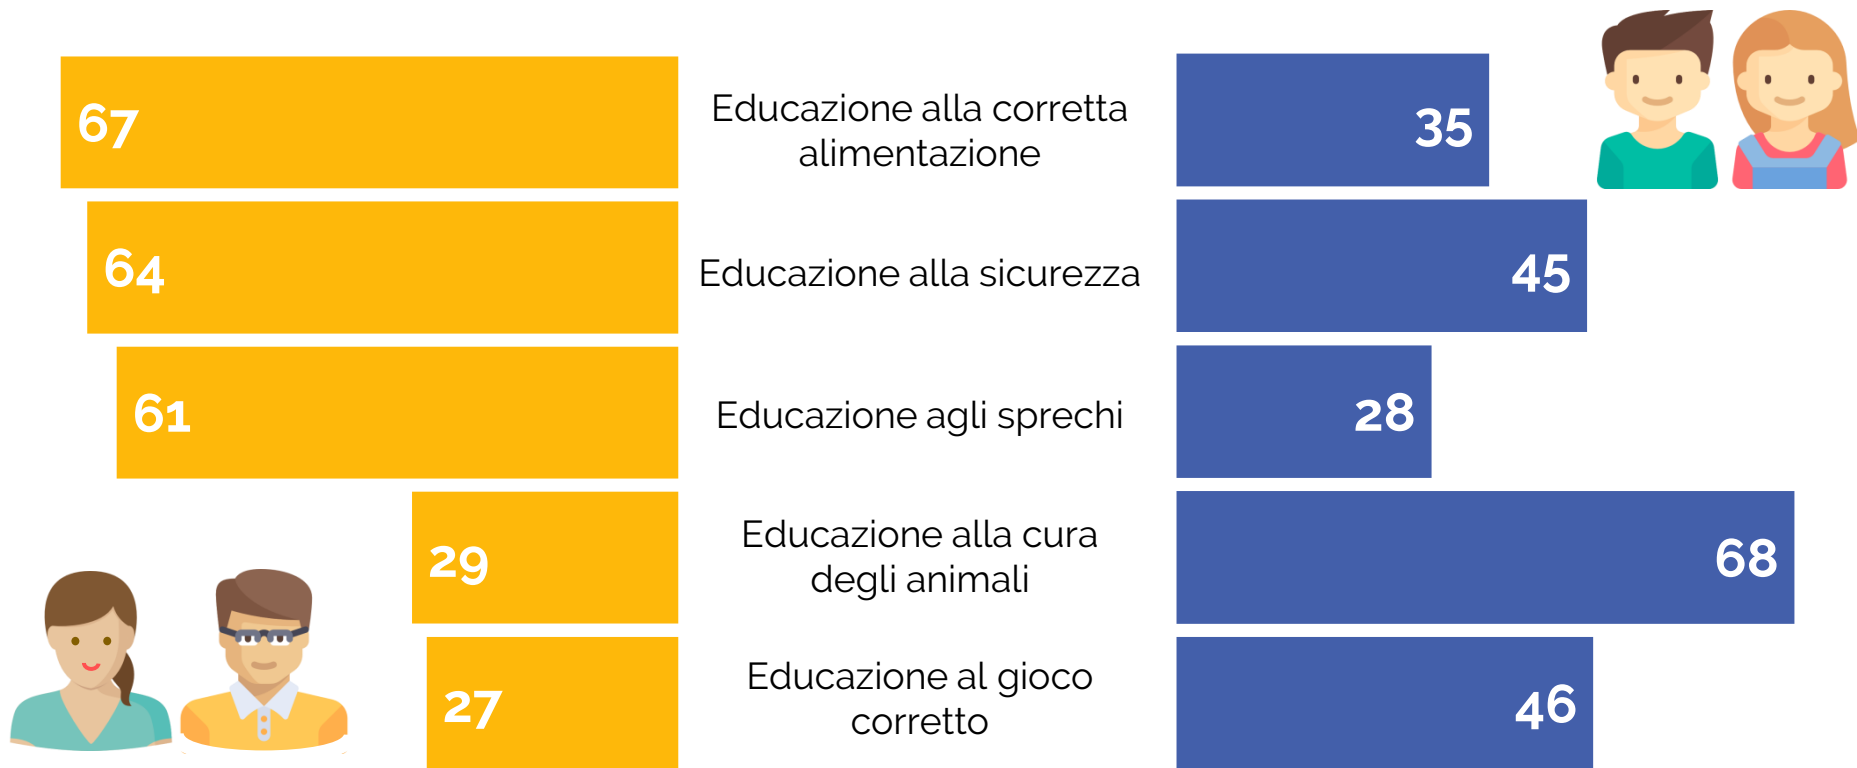 67
Educazione alla corretta
alimentazione
35
64
Educazione alla sicurezza
45
61
Educazione agli sprechi
28
29
Educazione alla cura
degli animali
68
27
Educazione al gioco
corretto
46